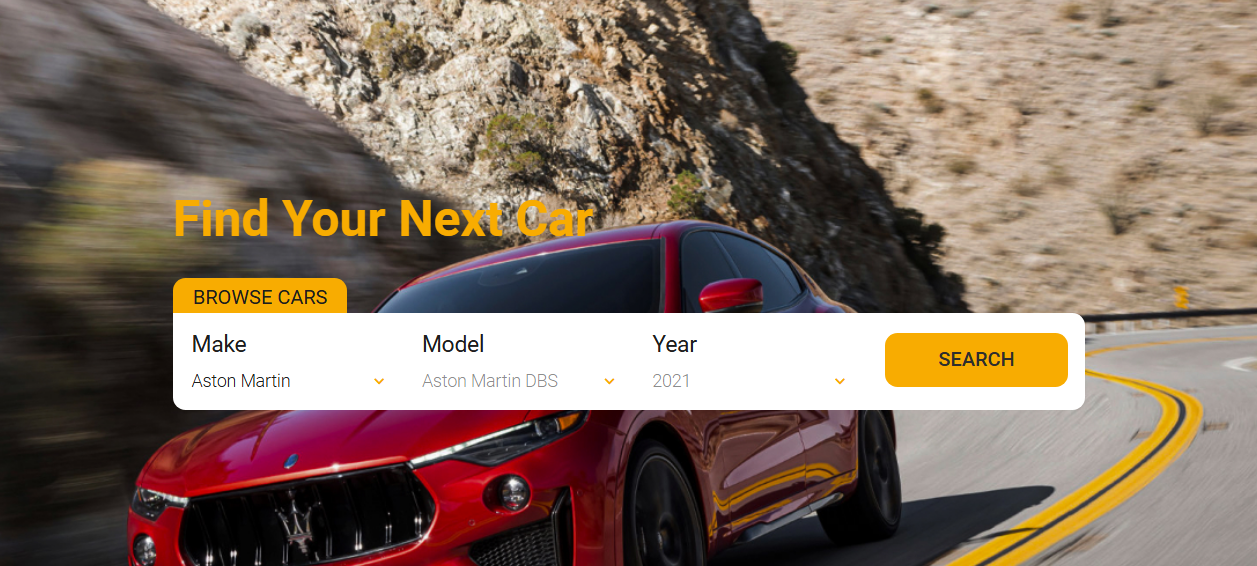 Find Your Next Car
BROWSE CARS
Make Model Year
Aston Martin Aston Martin DBS 2021
SEARCH